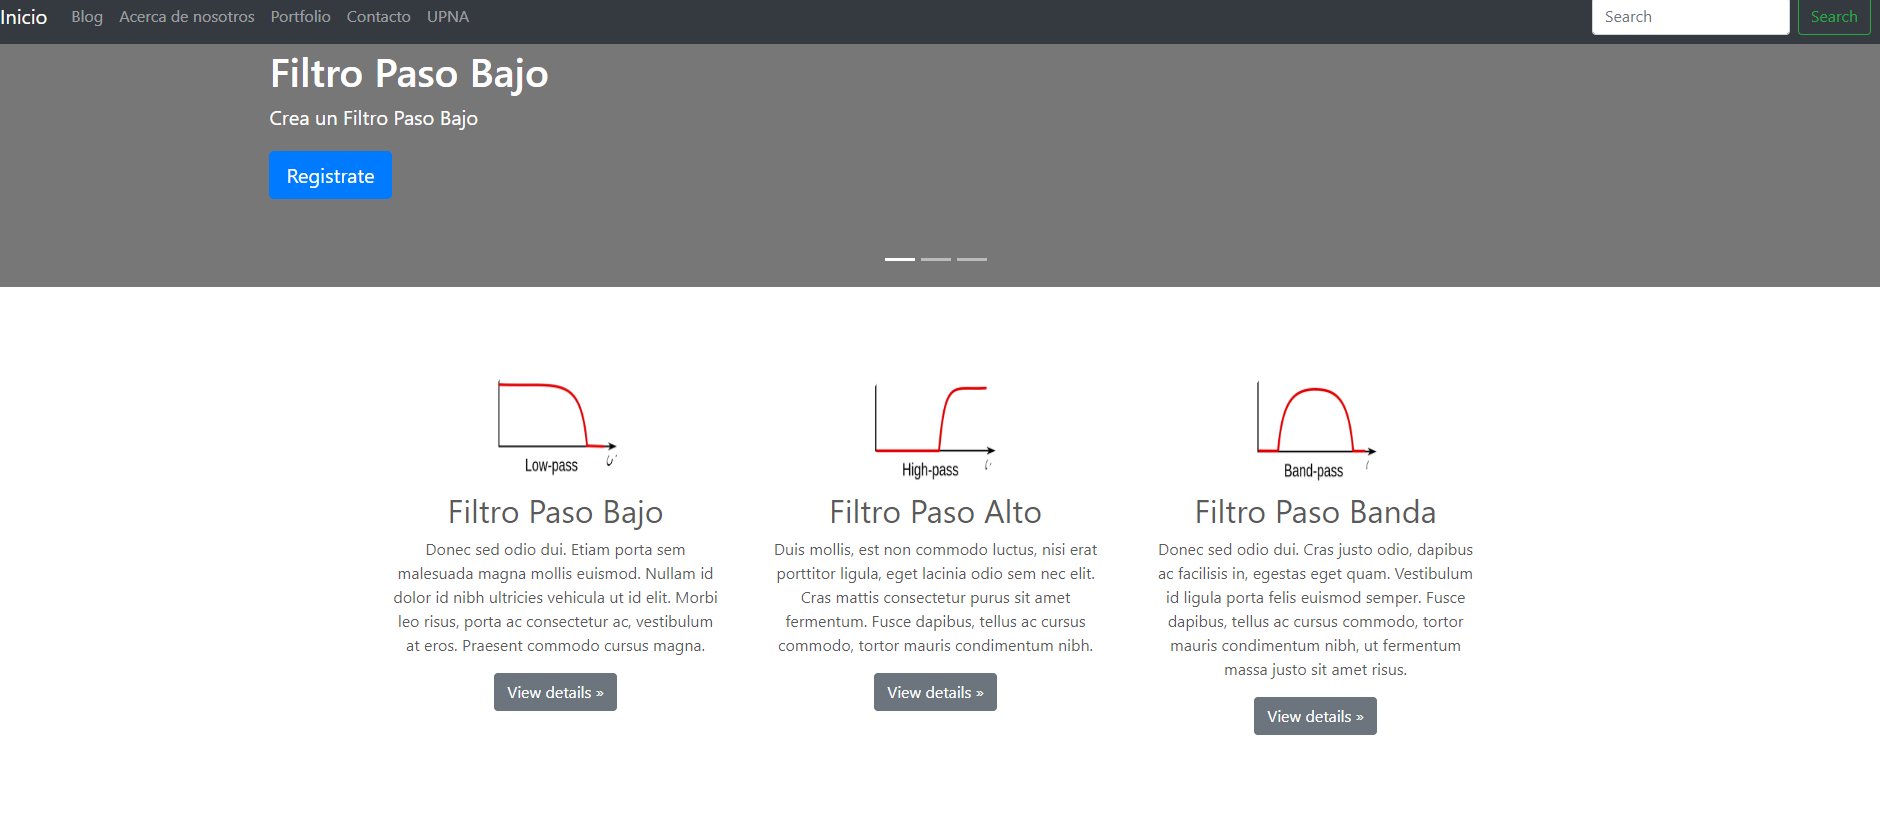 Inicio Blog Acerca de nosotros Portfolio Contacto UPNA Search Search
Filtro Paso Bajo
Crea un Filtro Paso Bajo
Registrate
Low-pass
High-pass
Band-pass
Filtro Paso Bajo
Donec sed odio dui. Etiam porta sem
malesuada magna mollis euismod. Nullam id
dolor id nibh ultricies vehicula ut id elit. Morbi
leo risus, porta ac consectetur ac, vestibulum
at eros. Praesent commodo cursus magna.
View details »
Filtro Paso Alto
Duis mollis, est non commodo luctus, nisi erat
porttitor ligula, eget lacinia odio sem nec elit.
Cras mattis consectetur purus sit amet
fermentum. Fusce dapibus, tellus ac cursus
commodo, tortor mauris condimentum nibh.
View details »
Filtro Paso Banda
Donec sed odio dui. Cras justo odio, dapibus
ac facilisis in, egestas eget quam. Vestibulum
id ligula porta felis euismod semper. Fusce
dapibus, tellus ac cursus commodo, tortor
mauris condimentum nibh, ut fermentum
massa justo sit amet risus.
View details »